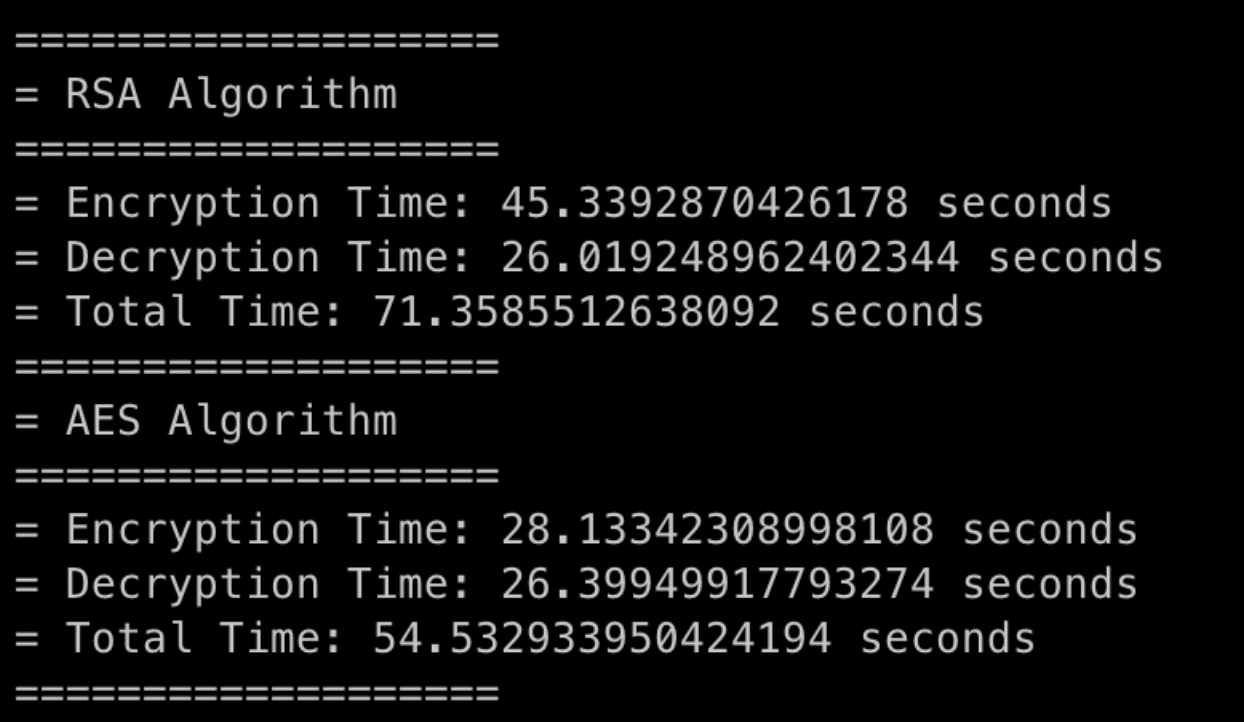 ===================
= RSA Algorithm
===================
= Encryption Time: 45.3392870426178 seconds
= Decryption Time: 26.019248962402344 seconds
= Total Time: 71.3585512638092 seconds
===================
= AES Algorithm
===================
= Encryption Time: 28.13342308998108 seconds
= Decryption Time: 26.39949917793274 seconds
= Total Time: 54.532933950424194 seconds
===================